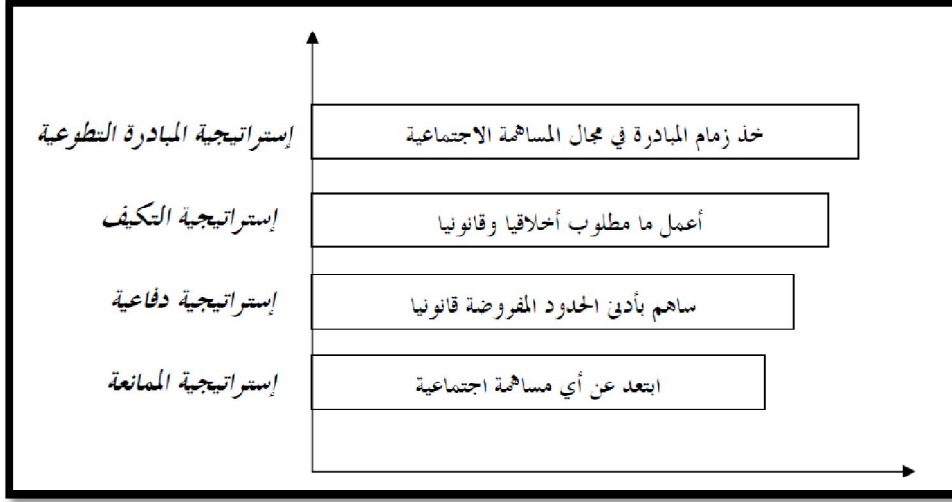 إستراتيجية المبادرة التطوعية
خذ زمام المبادرة في مجال المساهمة الاجتماعية
إستراتيجية التكيف
أعمل ما مطلوب أخلاقيا وقانونيا
إستراتيجية دفاعية
ساهم بأدنى الحدود المفروضة قانونيا
إستراتيجية الممانعة
ابتعد عن أي مساهمة اجتماعية